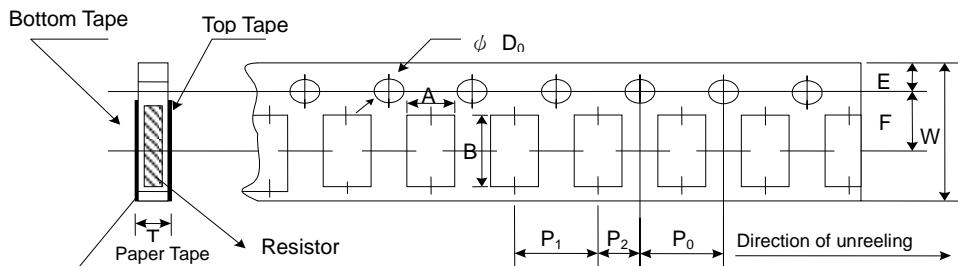 Bottom Tape
Top Tape
ϕ D₀
E
A
F
W
B
T
Paper Tape
Resistor
P₁
P₂
P₀
Direction of unreeling